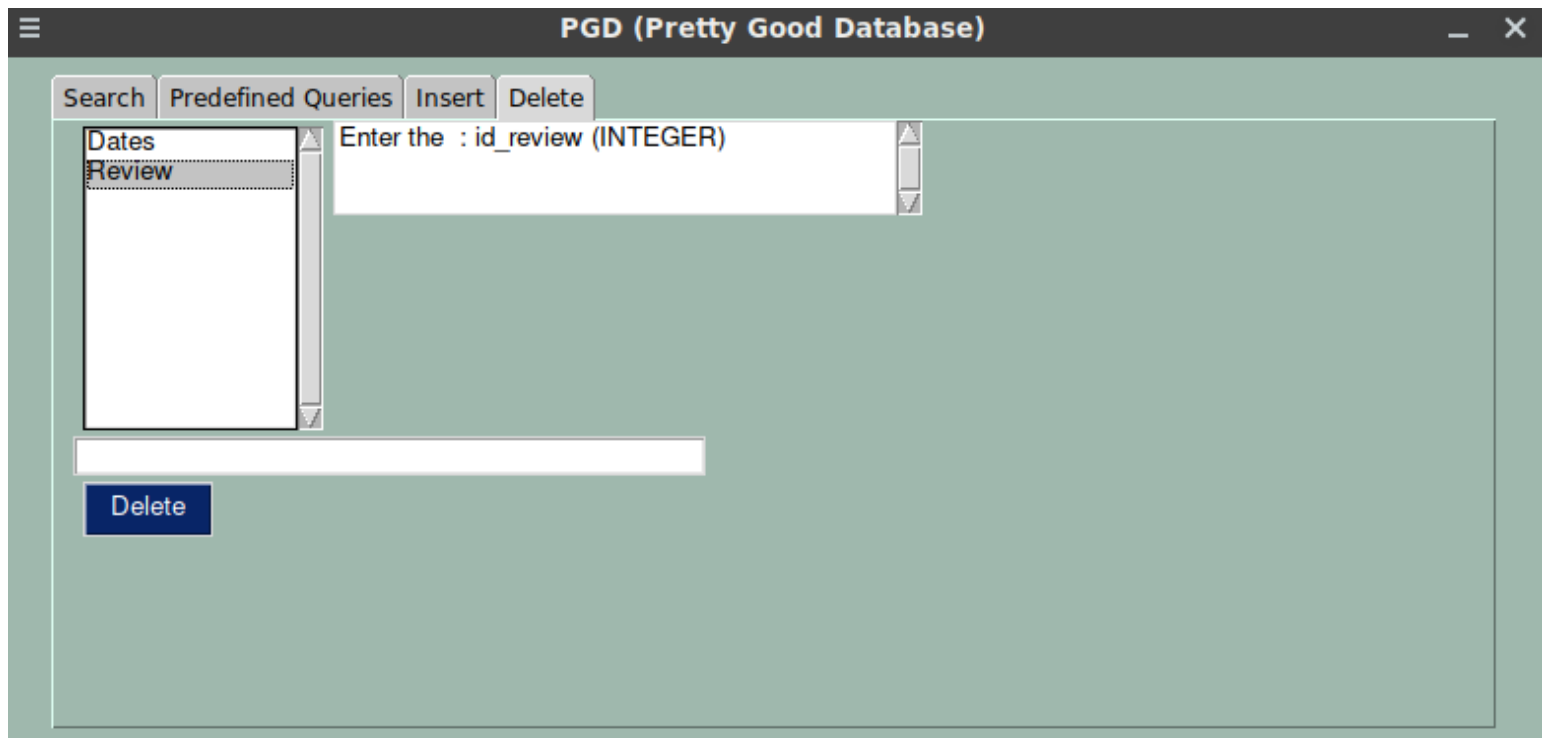 PGD (Pretty Good Database)
Search Predefined Queries Insert Delete
Dates
Review
Enter the : id_review (INTEGER)
Delete